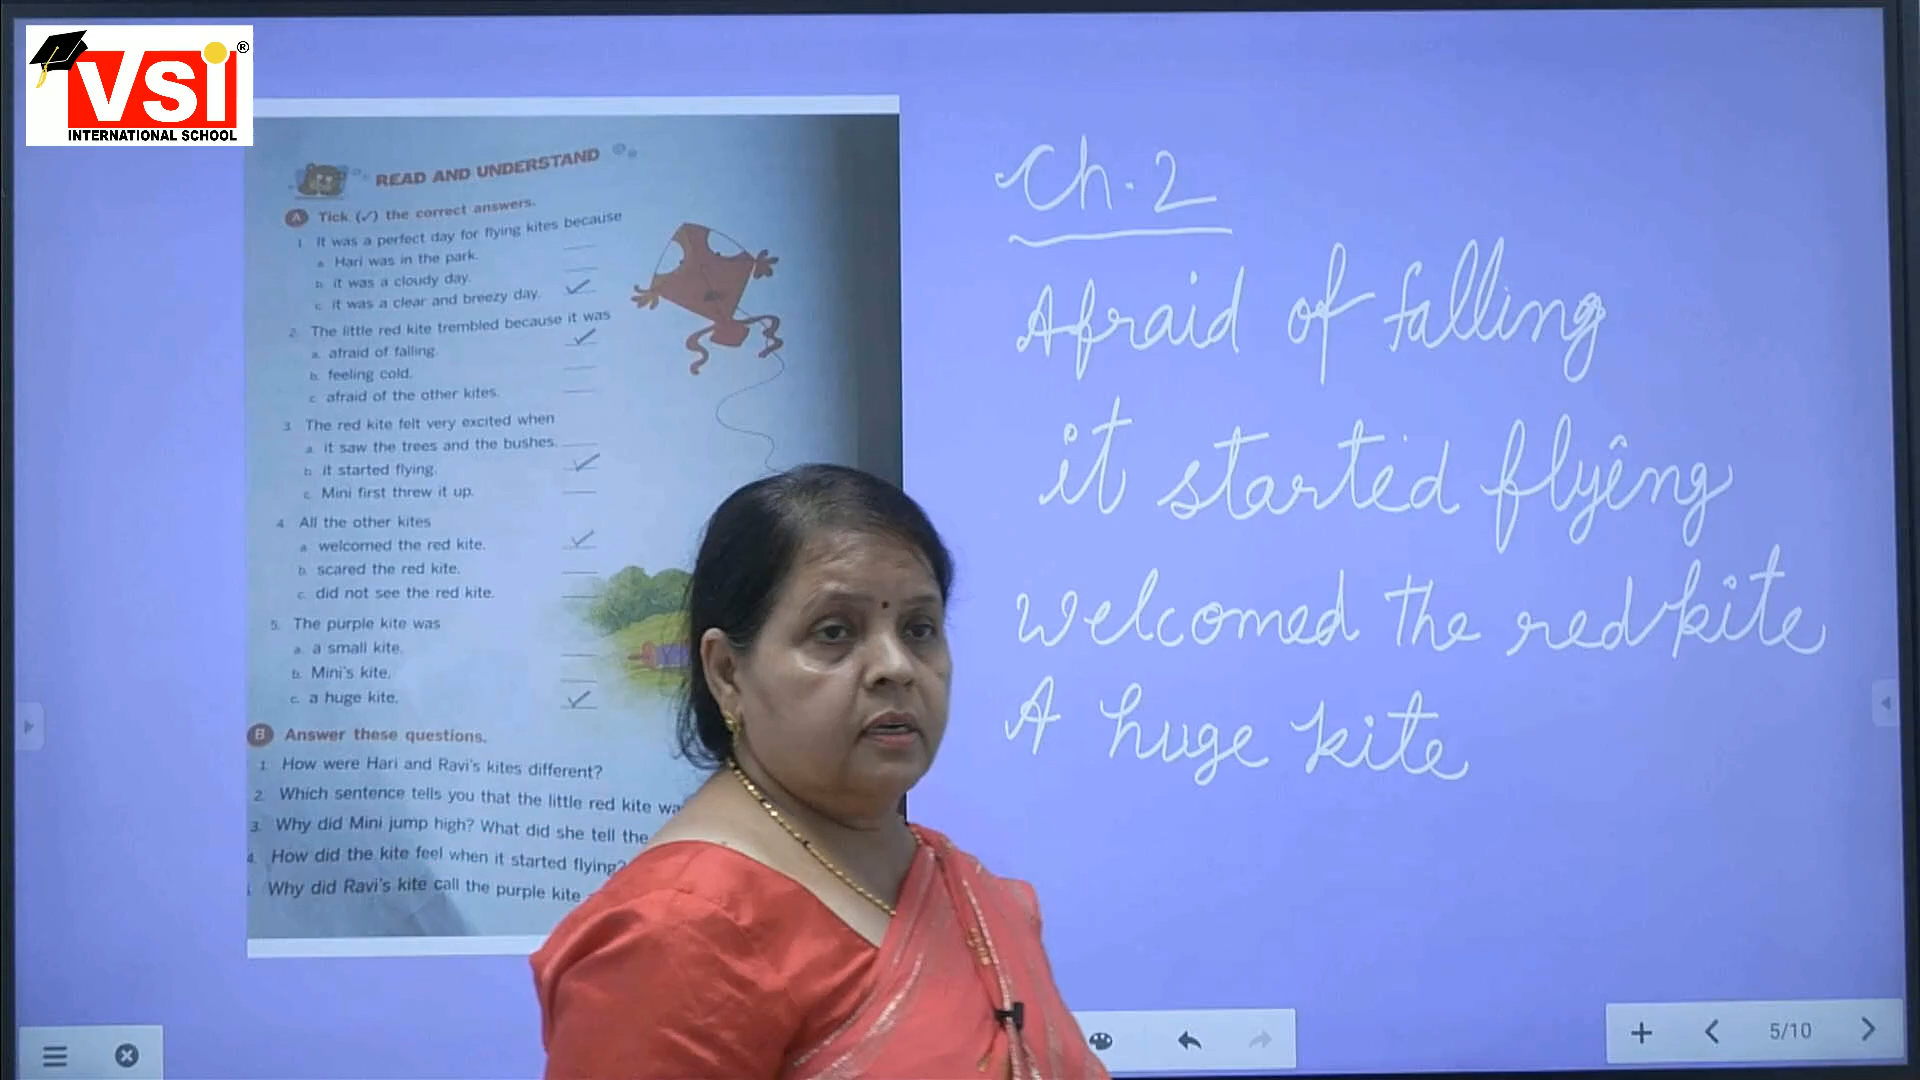 VSI ®
INTERNATIONAL SCHOOL
READ AND UNDERSTAND
A Tick (✓) the correct answers.
1. It was a perfect day for flying kites because
a. Hari was in the park.
b. it was a cloudy day.
c. it was a clear and breezy day. ✓
2. The little red kite trembled because it was
a. afraid of falling. ✓
b. feeling cold.
c. afraid of the other kites.
3. The red kite felt very excited when
a. it saw the trees and the bushes.
b. it started flying. ✓
c. Mini first threw it up.
4. All the other kites
a. welcomed the red kite. ✓
b. scared the red kite.
c. did not see the red kite.
5. The purple kite was
a. a small kite.
b. Mini's kite.
c. a huge kite. ✓
B Answer these questions.
1. How were Hari and Ravi's kites different?
2. Which sentence tells you that the little red kite wa
3. Why did Mini jump high? What did she tell the
4. How did the kite feel when it started flying?
Why did Ravi's kite call the purple kite
Ch. 2
Afraid of falling
it started flying
welcomed the red kite
A huge kite
5/10